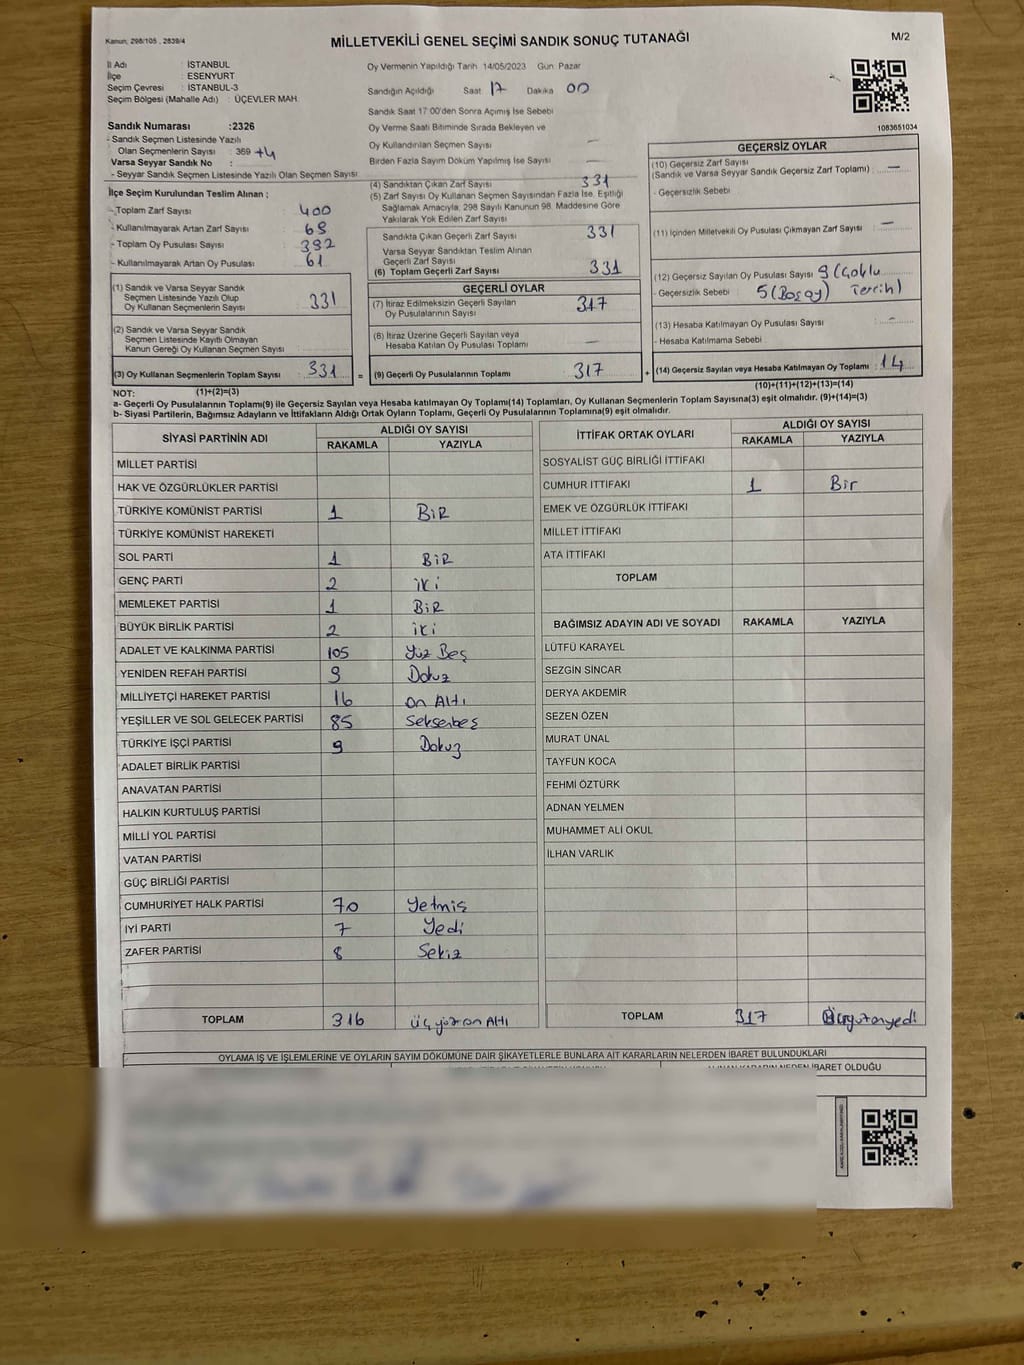 Kanun, 298/105 , 2839/4
MİLLETVEKİLİ GENEL SEÇİMİ SANDIK SONUÇ TUTANAĞI
M/2
İl Adı : İSTANBUL
İlçe : ESENYURT
Seçim Çevresi : İSTANBUL-3
Seçim Bölgesi (Mahalle Adı) : ÜÇEVLER MAH.
Oy Vermenin Yapıldığı Tarih 14/05/2023 Gün Pazar
Sandığın Açıldığı Saat 17 Dakika 00
Sandık Saat 17:00'den Sonra Açılmış İse Sebebi
Oy Verme Saati Bitiminde Sırada Bekleyen ve
Oy Kullandırılan Seçmen Sayısı —
Birden Fazla Sayım Döküm Yapılmış İse Sayısı —
1083651034
Sandık Numarası :2326
- Sandık Seçmen Listesinde Yazılı
Olan Seçmenlerin Sayısı : 369 +4
Varsa Seyyar Sandık No :
- Seyyar Sandık Seçmen Listesinde Yazılı Olan Seçmen Sayısı
İlçe Seçim Kurulundan Teslim Alınan ;
- Toplam Zarf Sayısı : 400
- Kullanılmayarak Artan Zarf Sayısı : 69
- Toplam Oy Pusulası Sayısı : 392
- Kullanılmayarak Artan Oy Pusulası : 61
(1) Sandık ve Varsa Seyyar Sandık
Seçmen Listesinde Yazılı Olup
Oy Kullanan Seçmenlerin Sayısı : 331
(2) Sandık ve Varsa Seyyar Sandık
Seçmen Listesinde Kayıtlı Olmayan
Kanun Gereği Oy Kullanan Seçmen Sayısı :
(3) Oy Kullanan Seçmenlerin Toplam Sayısı : 331 =
(1)+(2)=(3)
(4) Sandıktan Çıkan Zarf Sayısı 331
(5) Zarf Sayısı Oy Kullanan Seçmen Sayısından Fazla İse, Eşitliği
Sağlamak Amacıyla; 298 Sayılı Kanunun 98. Maddesine Göre
Yakılarak Yok Edilen Zarf Sayısı
Sandıkta Çıkan Geçerli Zarf Sayısı 331
Varsa Seyyar Sandıktan Teslim Alınan
Geçerli Zarf Sayısı
(6) Toplam Geçerli Zarf Sayısı 331
GEÇERLİ OYLAR
(7) İtiraz Edilmeksizin Geçerli Sayılan
Oy Pusulalarının Sayısı : 317
(8) İtiraz Üzerine Geçerli Sayılan veya
Hesaba Katılan Oy Pusulası Toplamı —
(9) Geçerli Oy Pusulalarının Toplamı : 317 +
GEÇERSİZ OYLAR
(10) Geçersiz Zarf Sayısı
(Sandık ve Varsa Seyyar Sandık Geçersiz Zarf Toplamı) : —
- Geçersizlik Sebebi
(11) İçinden Milletvekili Oy Pusulası Çıkmayan Zarf Sayısı : —
(12) Geçersiz Sayılan Oy Pusulası Sayısı : 9 (Çoklu
- Geçersizlik Sebebi : 5 (Boş oy) Tercih)
(13) Hesaba Katılmayan Oy Pusulası Sayısı : —
- Hesaba Katılmama Sebebi
(14) Geçersiz Sayılan veya Hesaba Katılmayan Oy Toplamı : 14
(10)+(11)+(12)+(13)=(14)
NOT:
a- Geçerli Oy Pusulalarının Toplamı(9) ile Geçersiz Sayılan veya Hesaba katılmayan Oy Toplamı(14) Toplamları, Oy Kullanan Seçmenlerin Toplam Sayısına(3) eşit olmalıdır. (9)+(14)=(3)
b- Siyasi Partilerin, Bağımsız Adayların ve İttifakların Aldığı Ortak Oyların Toplamı, Geçerli Oy Pusulalarının Toplamına(9) eşit olmalıdır.
SİYASİ PARTİNİN ADI ALDIĞI OY SAYISI
RAKAMLA YAZIYLA
MİLLET PARTİSİ
HAK VE ÖZGÜRLÜKLER PARTİSİ
TÜRKİYE KOMÜNİST PARTİSİ 1 BİR
TÜRKİYE KOMÜNİST HAREKETİ
SOL PARTİ 1 BİR
GENÇ PARTİ 2 iki
MEMLEKET PARTİSİ 1 BİR
BÜYÜK BİRLİK PARTİSİ 2 iki
ADALET VE KALKINMA PARTİSİ 105 Yüz Beş
YENİDEN REFAH PARTİSİ 9 Dokuz
MİLLİYETÇİ HAREKET PARTİSİ 16 on Altı
YEŞİLLER VE SOL GELECEK PARTİSİ 85 Seksenbeş
TÜRKİYE İŞÇİ PARTİSİ 9 Dokuz
ADALET BİRLİK PARTİSİ
ANAVATAN PARTİSİ
HALKIN KURTULUŞ PARTİSİ
MİLLİ YOL PARTİSİ
VATAN PARTİSİ
GÜÇ BİRLİĞİ PARTİSİ
CUMHURİYET HALK PARTİSİ 70 Yetmiş
İYİ PARTİ 7 Yedi
ZAFER PARTİSİ 8 Sekiz
TOPLAM 316 üç yüz on Altı
İTTİFAK ORTAK OYLARI ALDIĞI OY SAYISI
RAKAMLA YAZIYLA
SOSYALİST GÜÇ BİRLİĞİ İTTİFAKI
CUMHUR İTTİFAKI 1 Bir
EMEK VE ÖZGÜRLÜK İTTİFAKI
MİLLET İTTİFAKI
ATA İTTİFAKI
TOPLAM
BAĞIMSIZ ADAYIN ADI VE SOYADI RAKAMLA YAZIYLA
LÜTFÜ KARAYEL
SEZGİN SİNCAR
DERYA AKDEMİR
SEZEN ÖZEN
MURAT ÜNAL
TAYFUN KOCA
FEHMİ ÖZTÜRK
ADNAN YELMEN
MUHAMMET ALİ OKUL
İLHAN VARLIK
TOPLAM 317 Üçyüzonyedi
OYLAMA İŞ VE İŞLEMLERİNE VE OYLARIN SAYIM DÖKÜMÜNE DAİR ŞİKAYETLERLE BUNLARA AİT KARARLARIN NELERDEN İBARET BULUNDUKLARI
ALINAN KARARIN NEDEN İBARET OLDUĞU